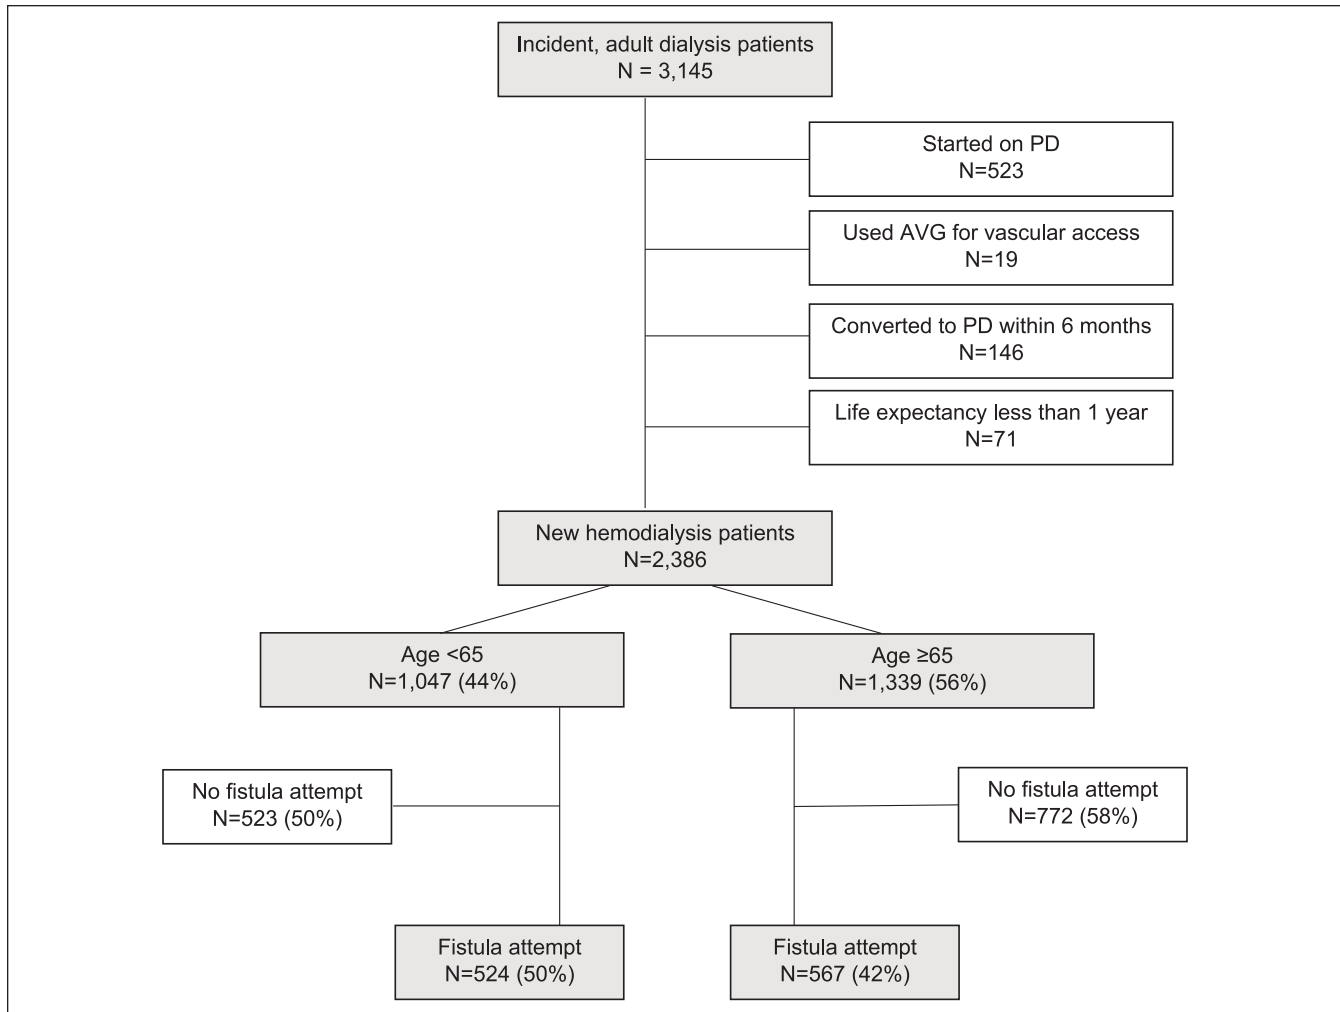 Incident, adult dialysis patients
N = 3,145
Started on PD
N=523
Used AVG for vascular access
N=19
Converted to PD within 6 months
N=146
Life expectancy less than 1 year
N=71
New hemodialysis patients
N=2,386
Age <65
N=1,047 (44%)
Age ≥65
N=1,339 (56%)
No fistula attempt
N=523 (50%)
No fistula attempt
N=772 (58%)
Fistula attempt
N=524 (50%)
Fistula attempt
N=567 (42%)